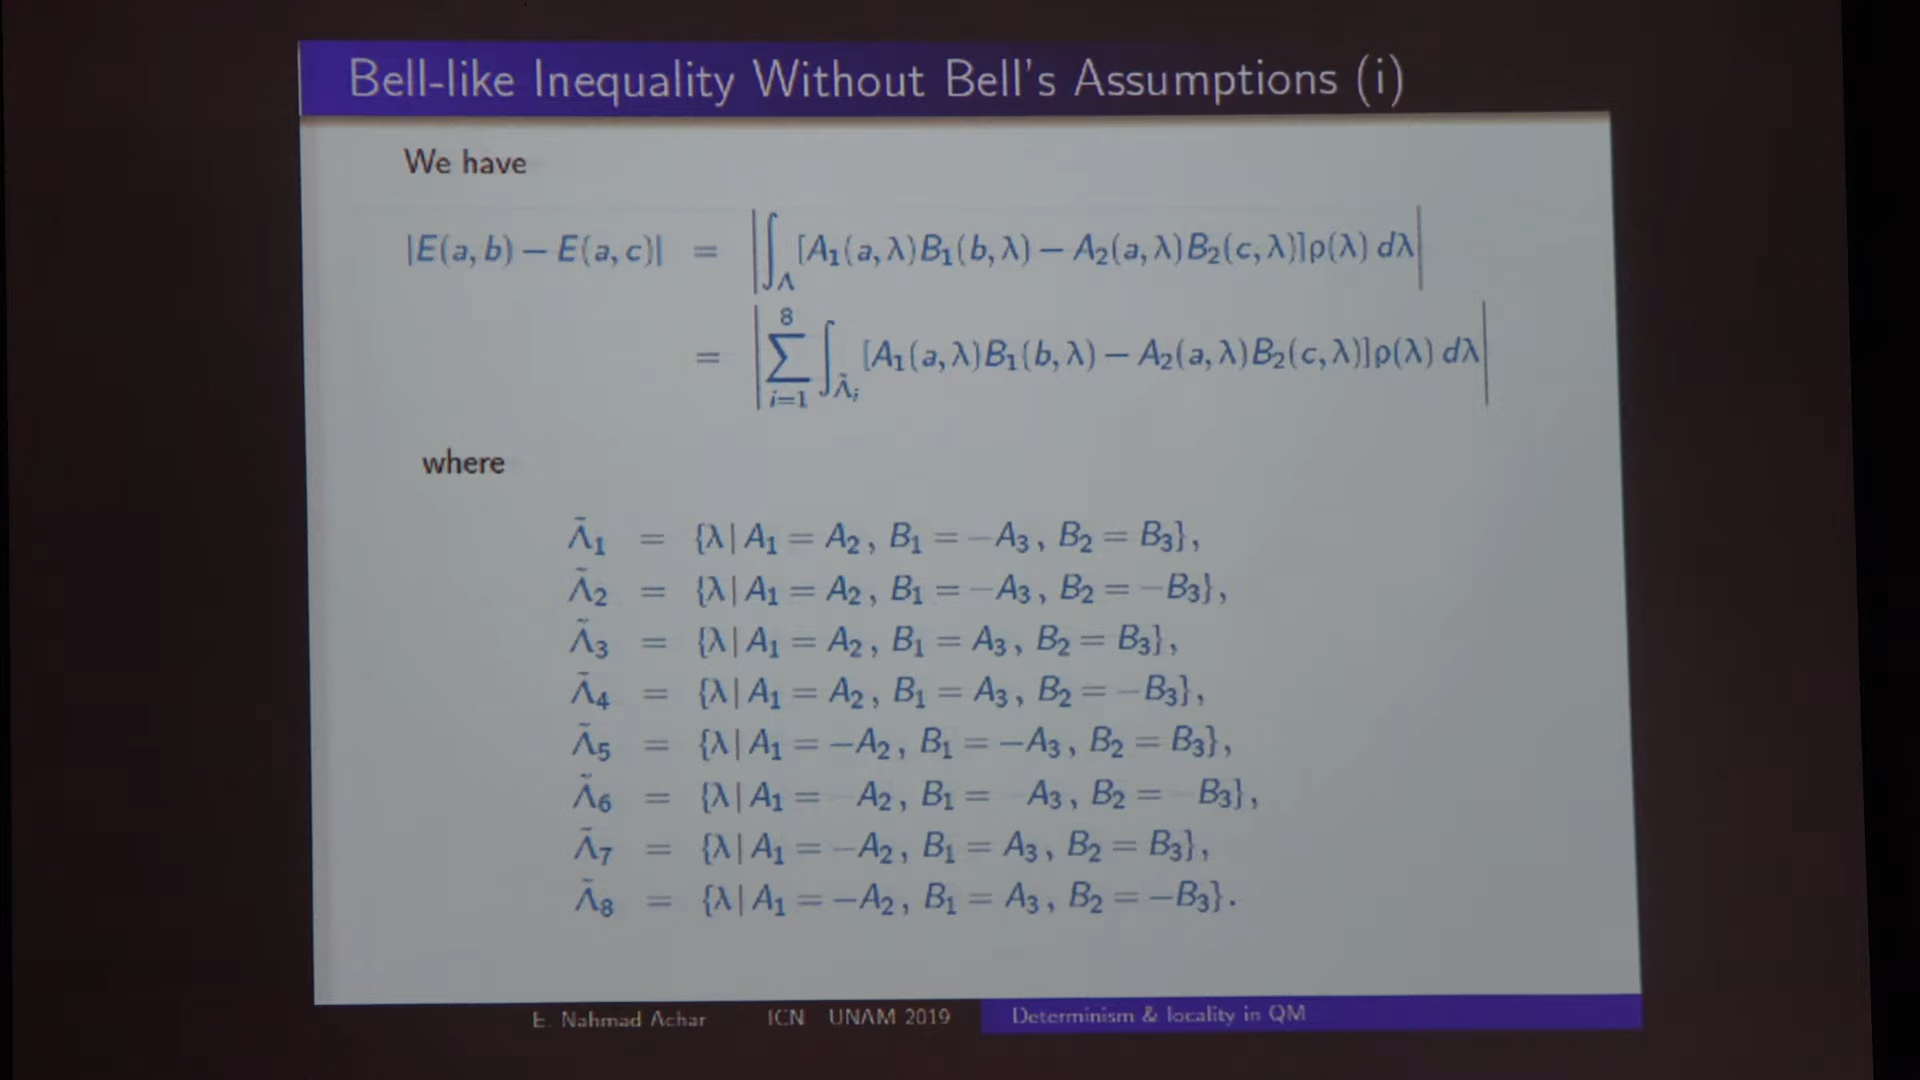 Bell-like Inequality Without Bell's Assumptions (i)
We have
|E(a, b) − E(a, c)| = |∫_Λ [A₁(a, λ)B₁(b, λ) − A₂(a, λ)B₂(c, λ)]ρ(λ) dλ|
= |∑_{i=1}^{8} ∫_{Λ̃ᵢ} [A₁(a, λ)B₁(b, λ) − A₂(a, λ)B₂(c, λ)]ρ(λ) dλ|
where
Λ̃₁ = {λ | A₁ = A₂ , B₁ = −A₃ , B₂ = B₃},
Λ̃₂ = {λ | A₁ = A₂ , B₁ = −A₃ , B₂ = −B₃},
Λ̃₃ = {λ | A₁ = A₂ , B₁ = A₃ , B₂ = B₃},
Λ̃₄ = {λ | A₁ = A₂ , B₁ = A₃ , B₂ = −B₃},
Λ̃₅ = {λ | A₁ = −A₂ , B₁ = −A₃ , B₂ = B₃},
Λ̃₆ = {λ | A₁ = A₂ , B₁ = A₃ , B₂ = B₃},
Λ̃₇ = {λ | A₁ = −A₂ , B₁ = A₃ , B₂ = B₃},
Λ̃₈ = {λ | A₁ = −A₂ , B₁ = A₃ , B₂ = −B₃}.
E. Nahmad Achar ICN UNAM 2019 Determinism & locality in QM